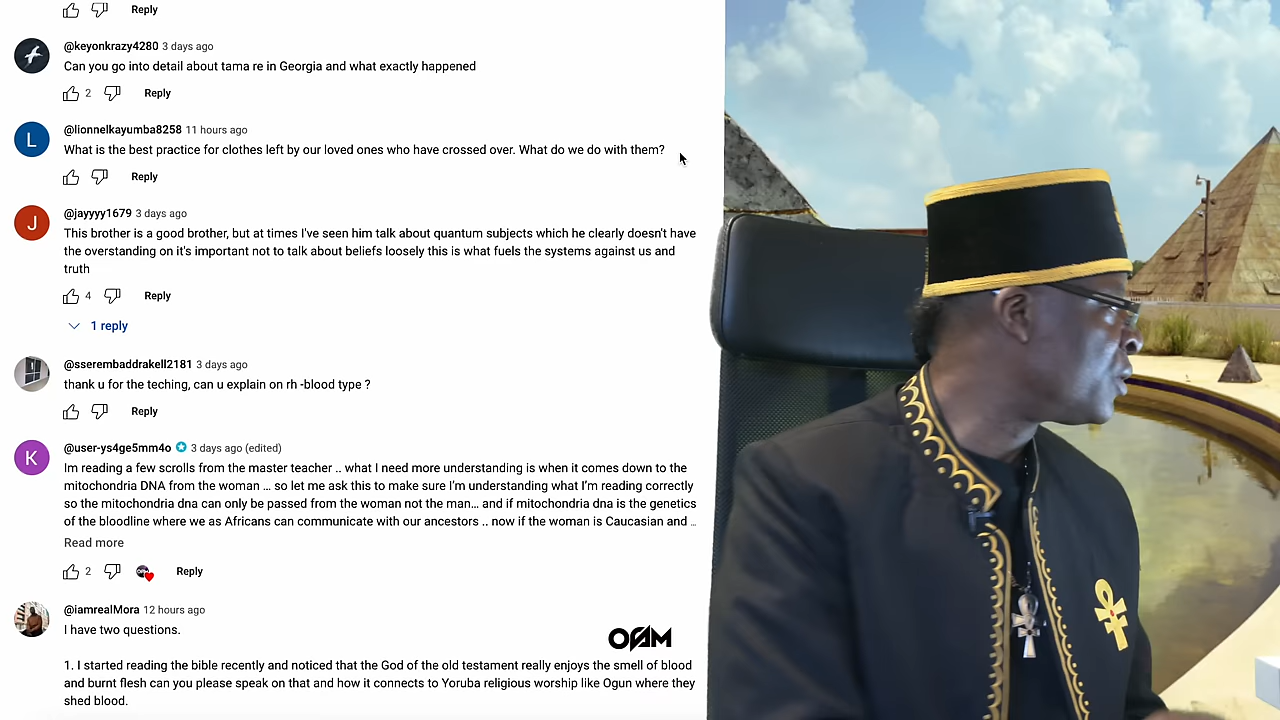 Reply
@keyonkrazy4280 3 days ago
Can you go into detail about tama re in Georgia and what exactly happened
2 Reply
L
@lionnelkayumba8258 11 hours ago
What is the best practice for clothes left by our loved ones who have crossed over. What do we do with them?
Reply
J
@jayyyy1679 3 days ago
This brother is a good brother, but at times I've seen him talk about quantum subjects which he clearly doesn't have
the overstanding on it's important not to talk about beliefs loosely this is what fuels the systems against us and
truth
4 Reply
1 reply
@sserembaddrakell2181 3 days ago
thank u for the teching, can u explain on rh -blood type ?
Reply
K
@user-ys4ge5mm4o 3 days ago (edited)
Im reading a few scrolls from the master teacher .. what I need more understanding is when it comes down to the
mitochondria DNA from the woman ... so let me ask this to make sure I'm understanding what I'm reading correctly
so the mitochondria dna can only be passed from the woman not the man... and if mitochondria dna is the genetics
of the bloodline where we as Africans can communicate with our ancestors .. now if the woman is Caucasian and ...
Read more
2 Reply
@iamrealMora 12 hours ago
I have two questions.
OFAM
1. I started reading the bible recently and noticed that the God of the old testament really enjoys the smell of blood
and burnt flesh can you please speak on that and how it connects to Yoruba religious worship like Ogun where they
shed blood.